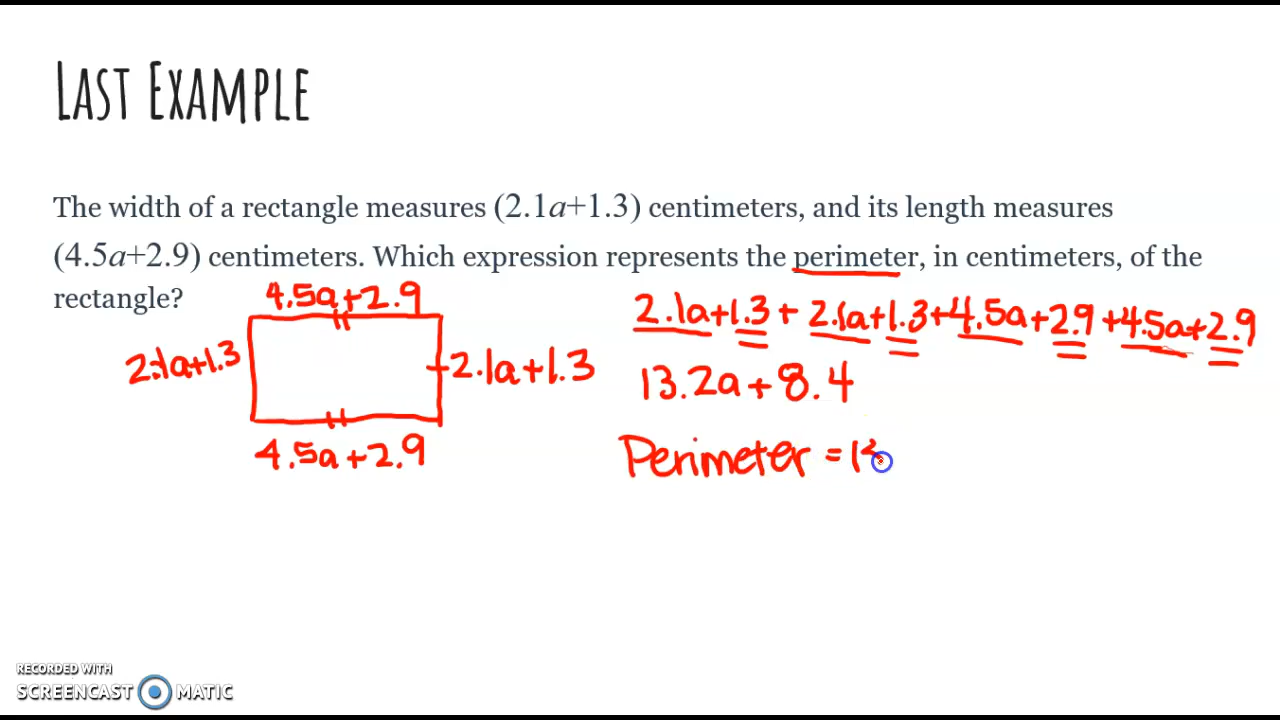 LAST EXAMPLE
The width of a rectangle measures (2.1a+1.3) centimeters, and its length measures
(4.5a+2.9) centimeters. Which expression represents the perimeter, in centimeters, of the
rectangle?
4.5a+2.9
2.1a+1.3
2.1a+1.3
4.5a+2.9
2.1a+1.3+2.1a+1.3+4.5a+2.9+4.5a+2.9
13.2a+8.4
Perimeter = 13
RECORDED WITH
SCREENCAST MATIC